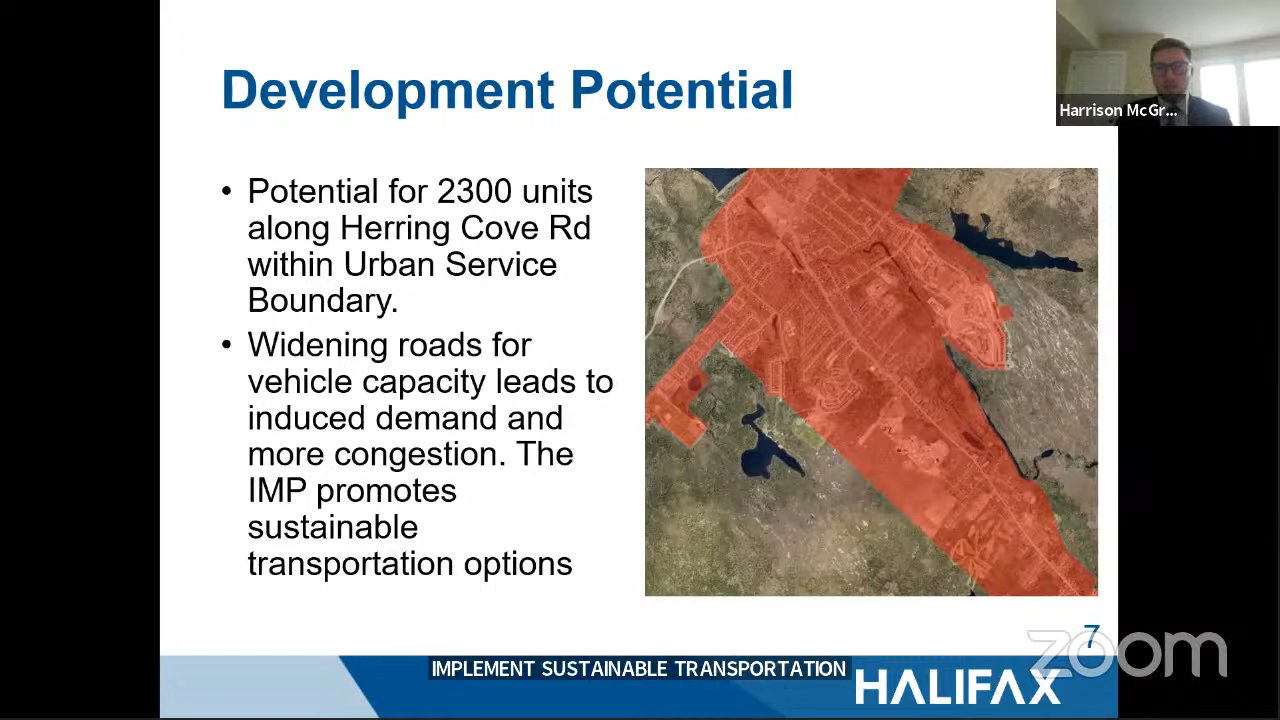 Development Potential
Harrison McGr...
• Potential for 2300 units
along Herring Cove Rd
within Urban Service
Boundary.
• Widening roads for
vehicle capacity leads to
induced demand and
more congestion. The
IMP promotes
sustainable
transportation options
7
zoom
IMPLEMENT SUSTAINABLE TRANSPORTATION
HALIFAX